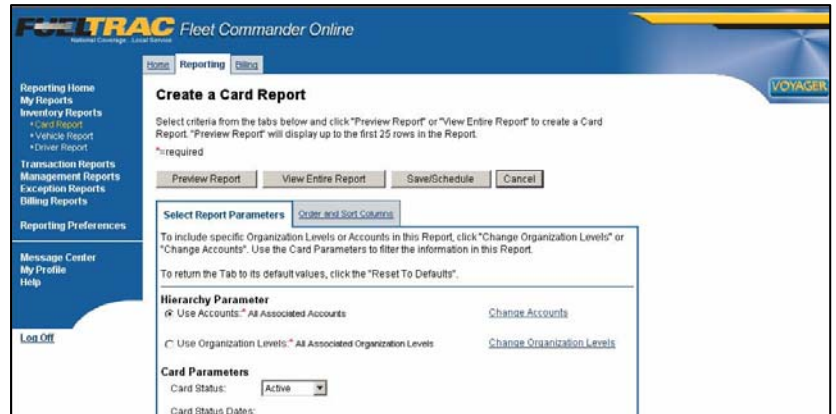 FUELTRAC Fleet Commander Online
National Coverage. Local Service
Home Reporting Billing
VOYAGER
Reporting Home
My Reports
Inventory Reports
• Card Report
• Vehicle Report
• Driver Report
Transaction Reports
Management Reports
Exception Reports
Billing Reports
Reporting Preferences
Message Center
My Profile
Help
Log Off
Create a Card Report
Select criteria from the tabs below and click "Preview Report" or "View
Entire Report" to create a Card
Report. "Preview Report" will display up to the first 25 rows in the Report.
*=required
Preview Report View Entire Report Save/Schedule Cancel
Select Report Parameters Order and Sort Columns
To include specific Organization Levels or Accounts in this Report, click "Change Organization Levels" or
"Change Accounts". Use the Card Parameters to filter the information in this Report.
To return the Tab to its default values, click the "Reset To Defaults".
Hierarchy Parameter
Use Accounts:* All Associated Accounts Change Accounts
Use Organization Levels:* All Associated Organization Levels Change Organization Levels
Card Parameters
Card Status: Active
Card Status Dates: